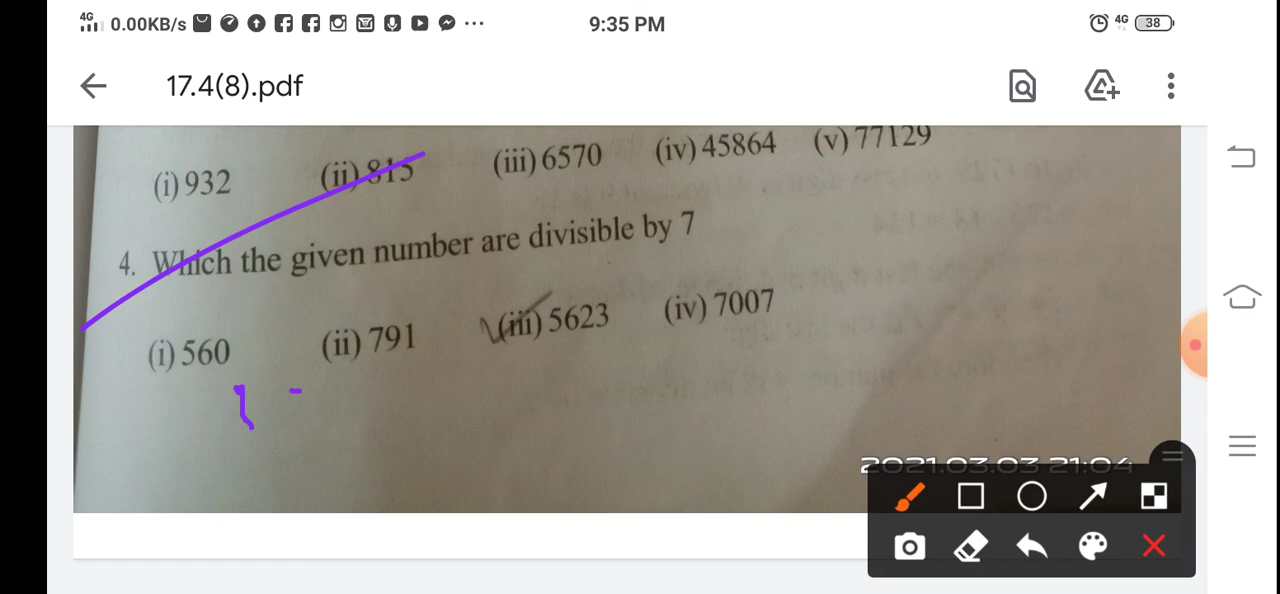 4G 0.00KB/s ... 9:35 PM 4G 38
17.4(8).pdf
(i) 932 (ii) 815 (iii) 6570 (iv) 45864 (v) 77129
4. Which the given number are divisible by 7
(i) 560 (ii) 791 (iii) 5623 (iv) 7007
2021.03.03 21:04